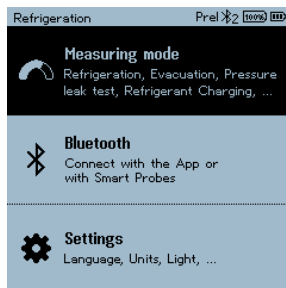 Refrigeration Prel 2 100%
Measuring mode
Refrigeration, Evacuation, Pressure
leak test, Refrigerant Charging, ...
Bluetooth
Connect with the App or
with Smart Probes
Settings
Language, Units, Light, ...